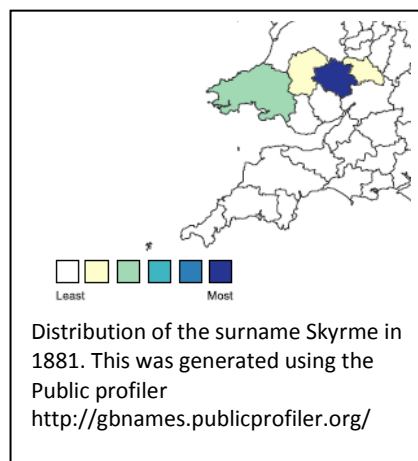 Least Most
Distribution of the surname Skyrme in
1881. This was generated using the
Public profiler
http://gbnames.publicprofiler.org/